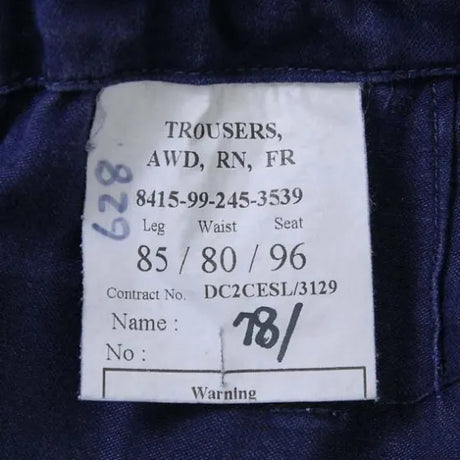 TROUSERS,
AWD, RN, FR
8415-99-245-3539
Leg Waist Seat
85 / 80 / 96
Contract No. DC2CESL/3129
Name : 78/
No :
Warning
628